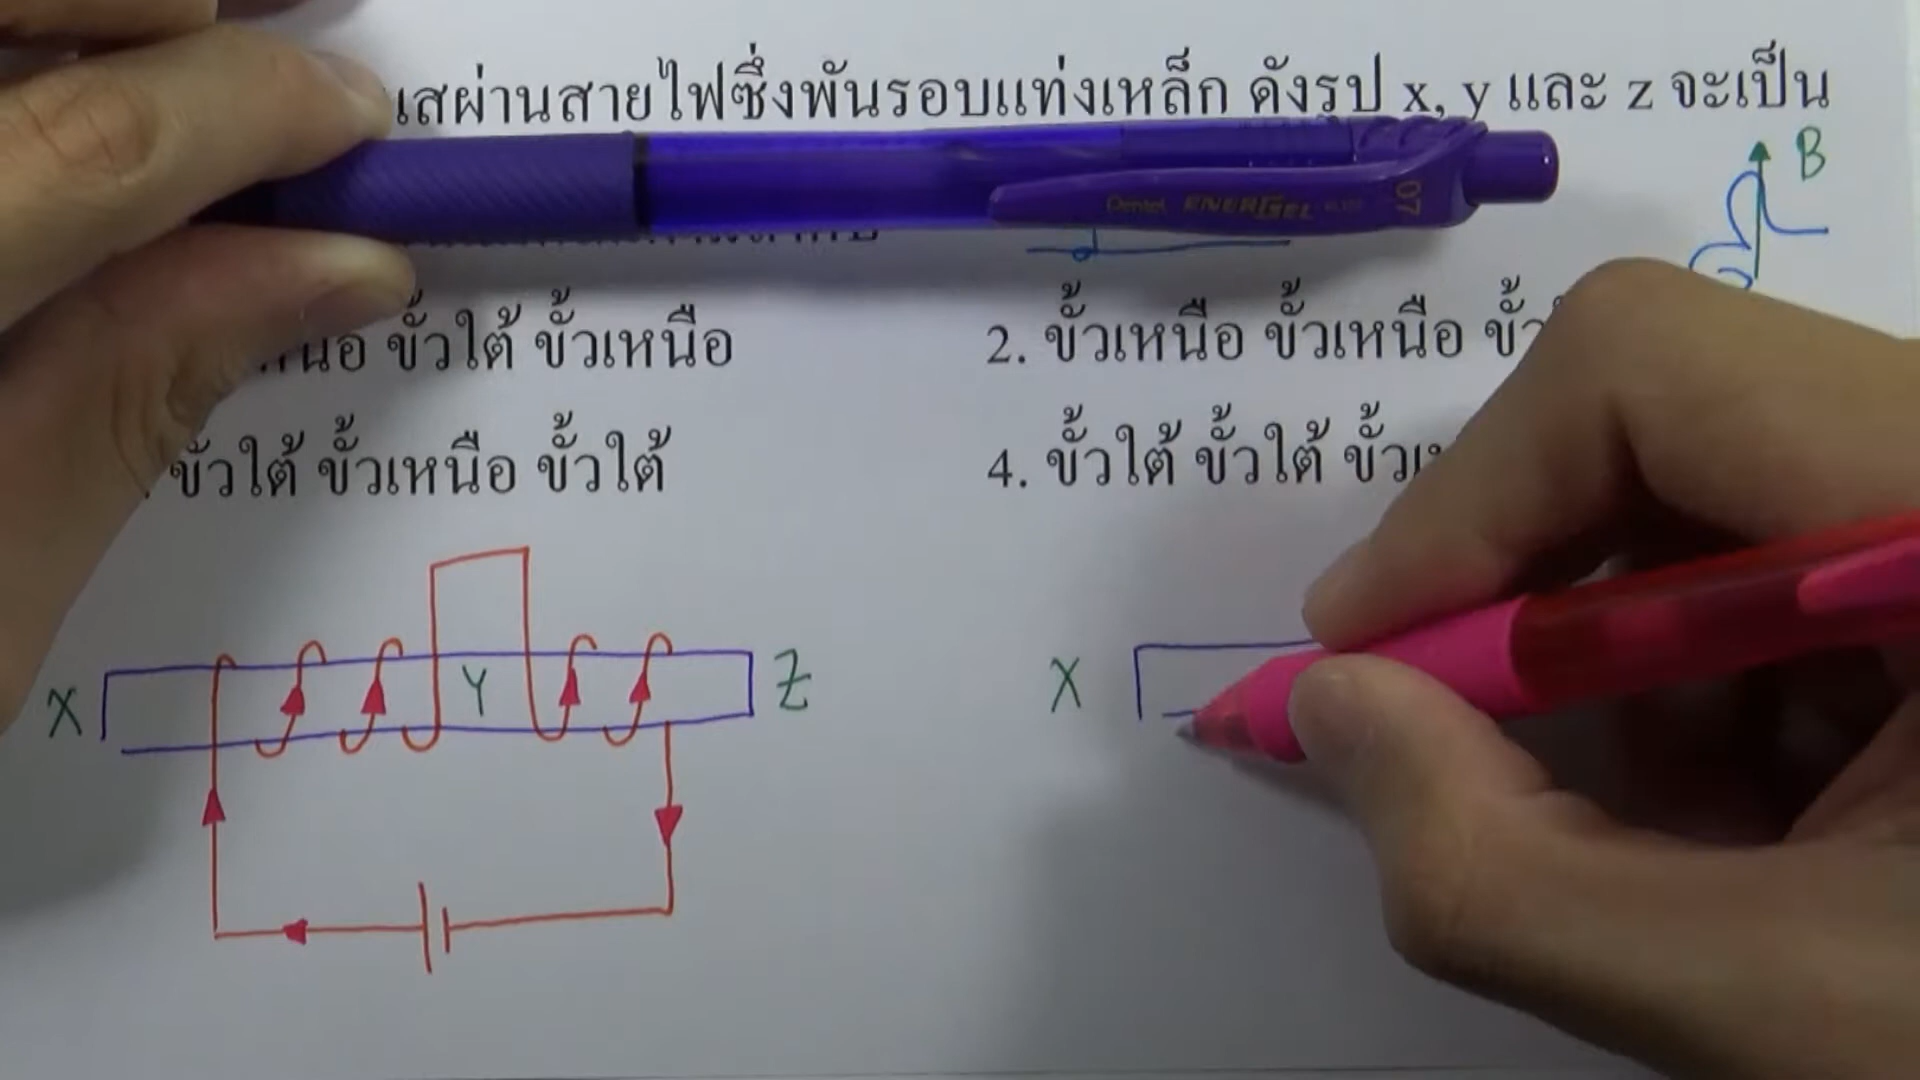 ผ่านสายไฟซึ่งพันรอบแท่งเหล็ก ดังรูป x, y และ z จะเป็น
B
Pentel ENERGEL 07
ขั้วใต้ ขั้วเหนือ
2. ขั้วเหนือ ขั้วเหนือ
ขั้วใต้ ขั้วเหนือ ขั้วใต้
4. ขั้วใต้ ขั้วใต้
X Y Z
X